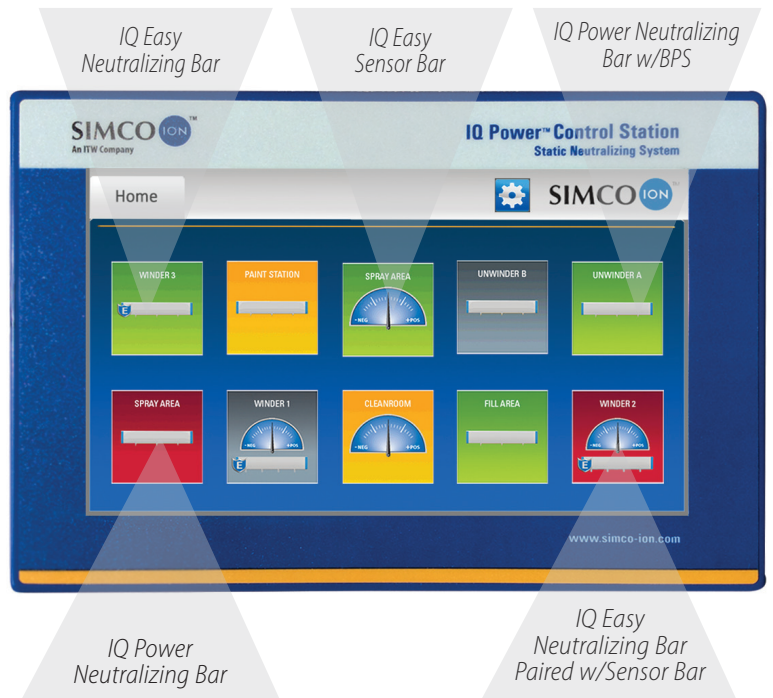 IQ Easy
Neutralizing Bar
IQ Easy
Sensor Bar
IQ Power Neutralizing
Bar w/BPS
SIMCO ION™
An ITW Company
IQ Power™ Control Station
Static Neutralizing System
Home
SIMCO ION™
WINDER 3
E
PAINT STATION
SPRAY AREA
-NEG +POS
UNWINDER B
UNWINDER A
SPRAY AREA
WINDER 1
-NEG +POS
E
CLEANROOM
-NEG +POS
FILL AREA
WINDER 2
-NEG +POS
E
www.simco-ion.com
IQ Power
Neutralizing Bar
IQ Easy
Neutralizing Bar
Paired w/Sensor Bar